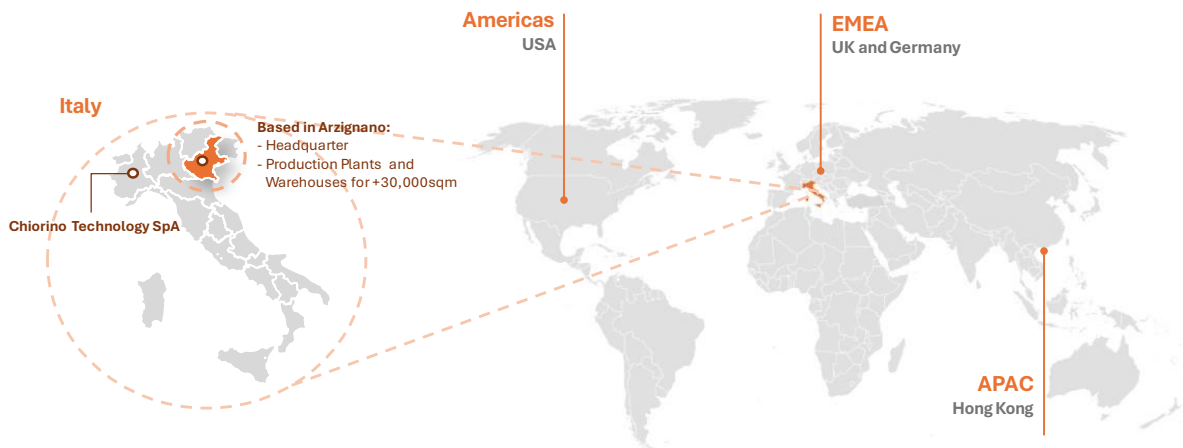 Americas
USA
EMEA
UK and Germany
Italy
Based in Arzignano:
- Headquarter
- Production Plants and
Warehouses for +30,000sqm
Chiorino Technology SpA
APAC
Hong Kong